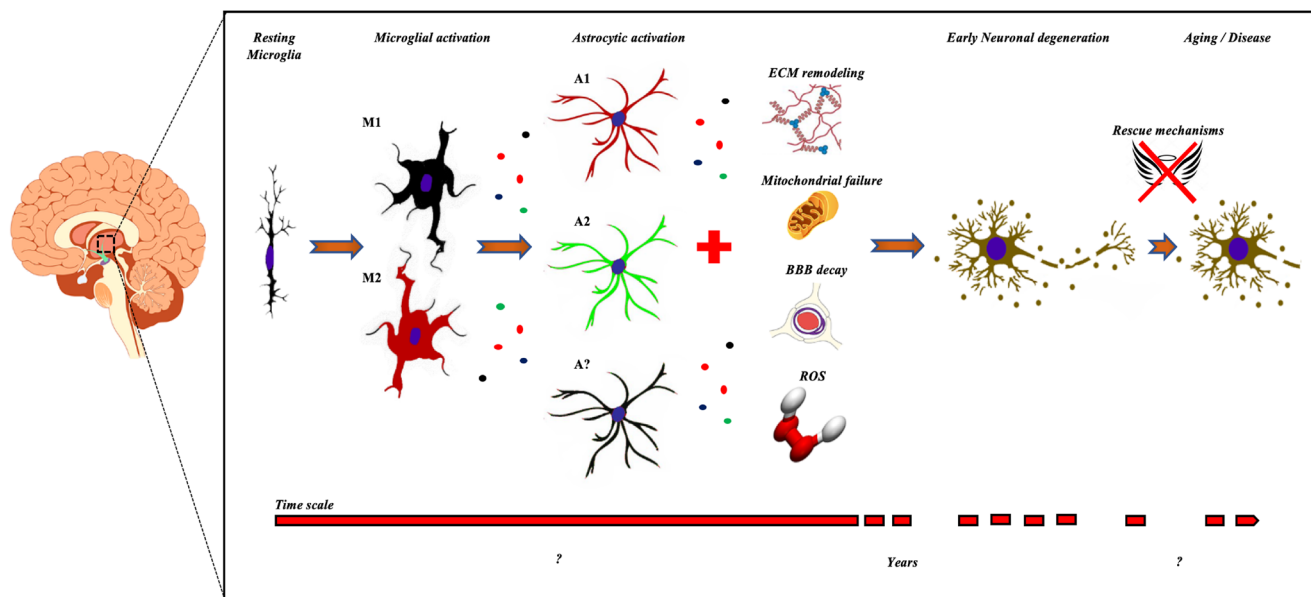 Resting
Microglia
Microglial activation
Astrocytic activation
Early Neuronal degeneration
Aging / Disease
M1
M2
A1
A2
A?
ECM remodeling
Mitochondrial failure
BBB decay
ROS
Rescue mechanisms
Time scale
?
Years
?